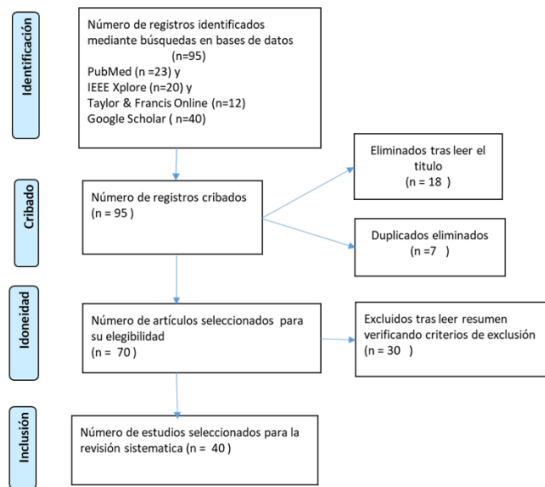 Identificación
Número de registros identificados
mediante búsquedas en bases de datos
(n=95)
PubMed (n =23) y
IEEE Xplore (n=20) y
Taylor & Francis Online (n=12)
Google Scholar ( n=40)
Cribado
Número de registros cribados
(n = 95 )
Eliminados tras leer el
titulo
(n = 18 )
Duplicados eliminados
(n =7 )
Idoneidad
Número de artículos seleccionados para
su elegibilidad
(n = 70 )
Excluidos tras leer resumen
verificando criterios de exclusión
(n = 30 )
Inclusión
Número de estudios seleccionados para la
revisión sistematica (n = 40 )